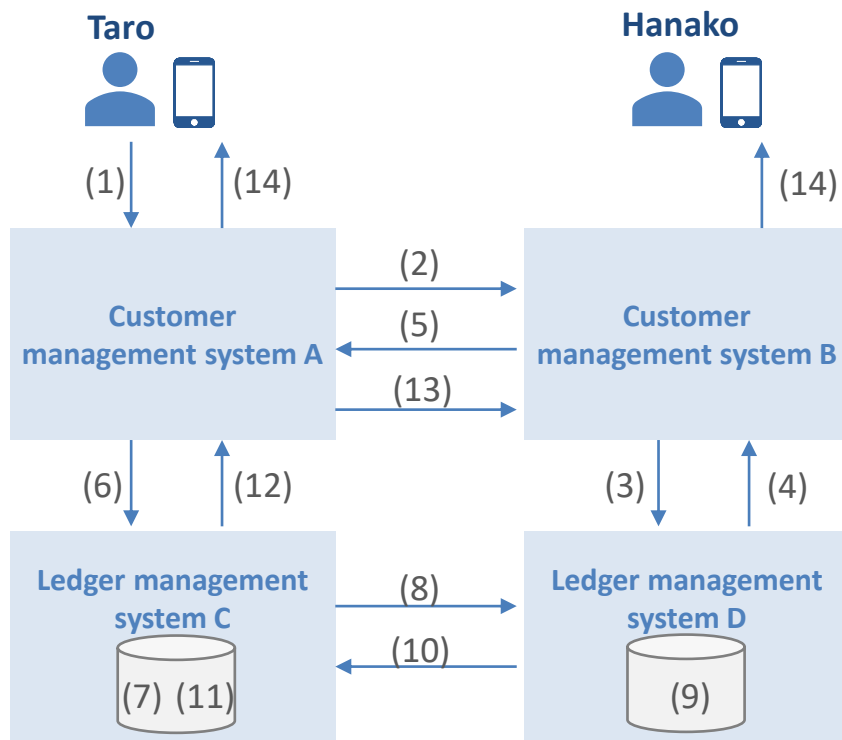 Taro
Hanako
(1)
(14)
(14)
(2)
Customer
management system A
(5)
Customer
management system B
(13)
(6)
(12)
(3)
(4)
Ledger management
system C
(8)
Ledger management
system D
(10)
(7) (11)
(9)